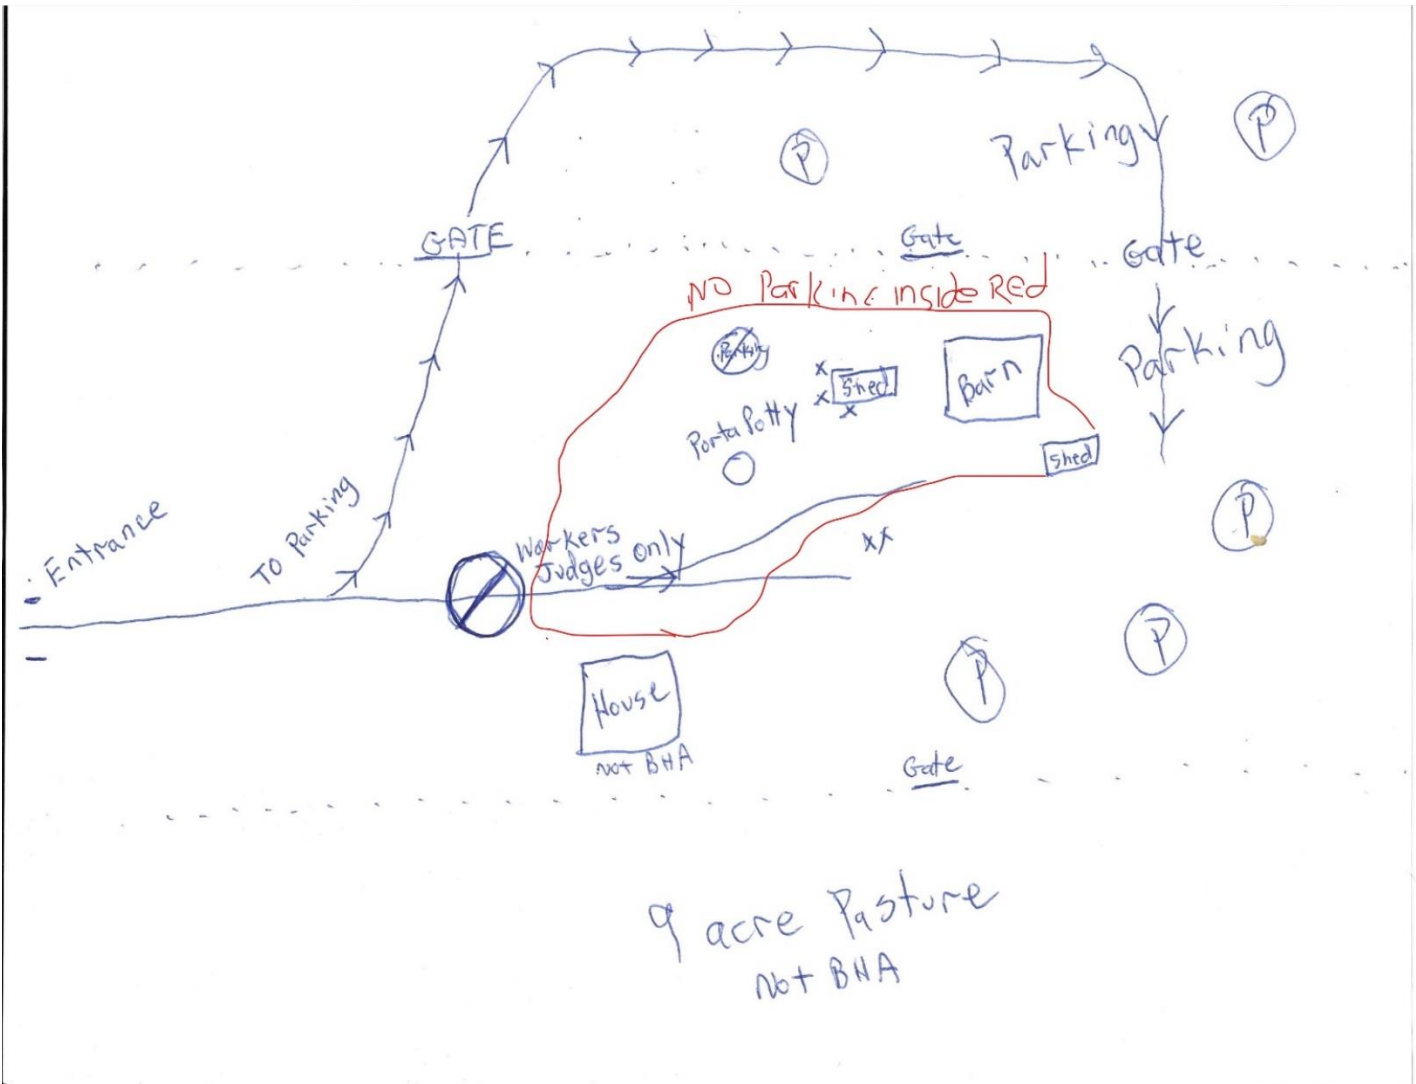 P
Parking
P
GATE
Gate
Gate
NO Parking inside Red
Parking
Shed
Barn
Parking
Porta Potty
Shed
Entrance
To Parking
Workers
Judges only
xx
P
P
P
House
Not BHA
Gate
9 acre Pasture
Not BHA